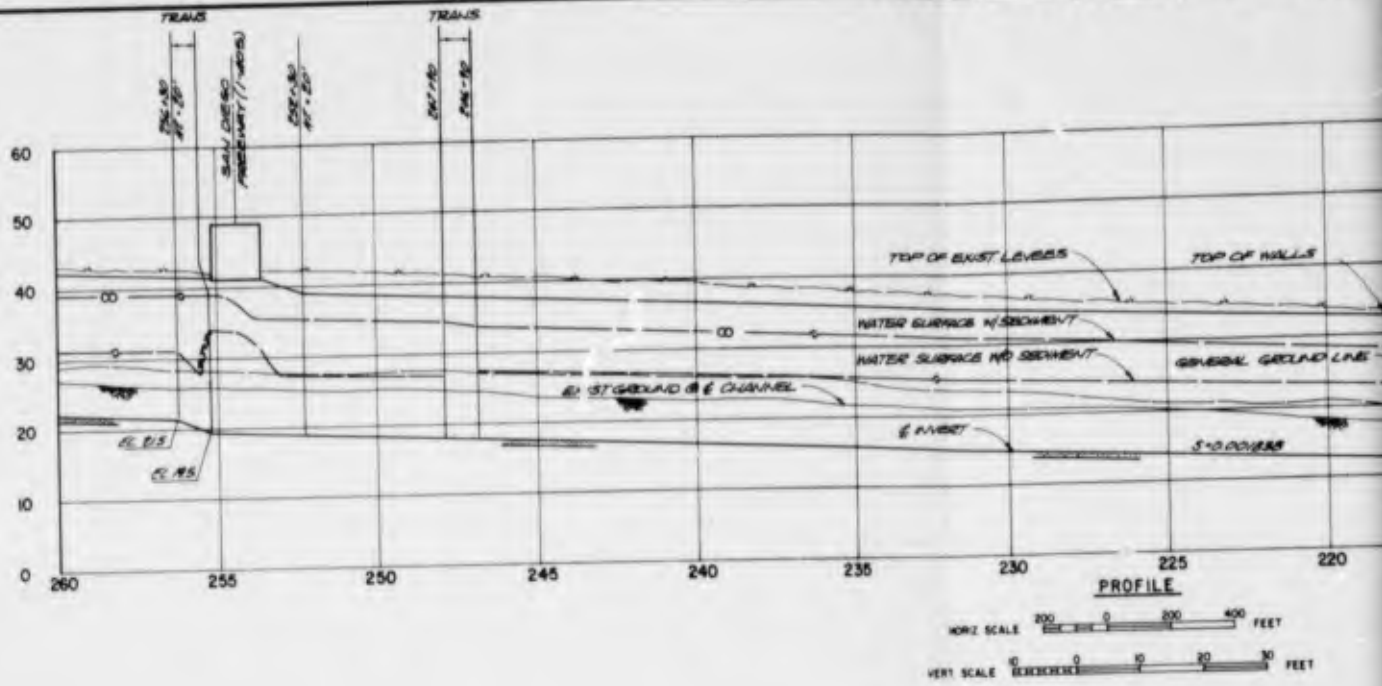 TRANS
TRANS
SAN DIEGO
FREEWAY (I-405)
60
50
40
30
20
10
0
TOP OF EXIST LEVEES
TOP OF WALLS
WATER SURFACE W/SEDIMENT
WATER SURFACE W/O SEDIMENT
GENERAL GROUND LINE
EXIST GROUND @ ℄ CHANNEL
℄ INVERT
EL 21.5
EL 19.5
260
255
250
245
240
235
230
225
220
PROFILE
HORIZ SCALE 200 0 200 400 FEET
VERT SCALE 10 0 10 20 30 FEET